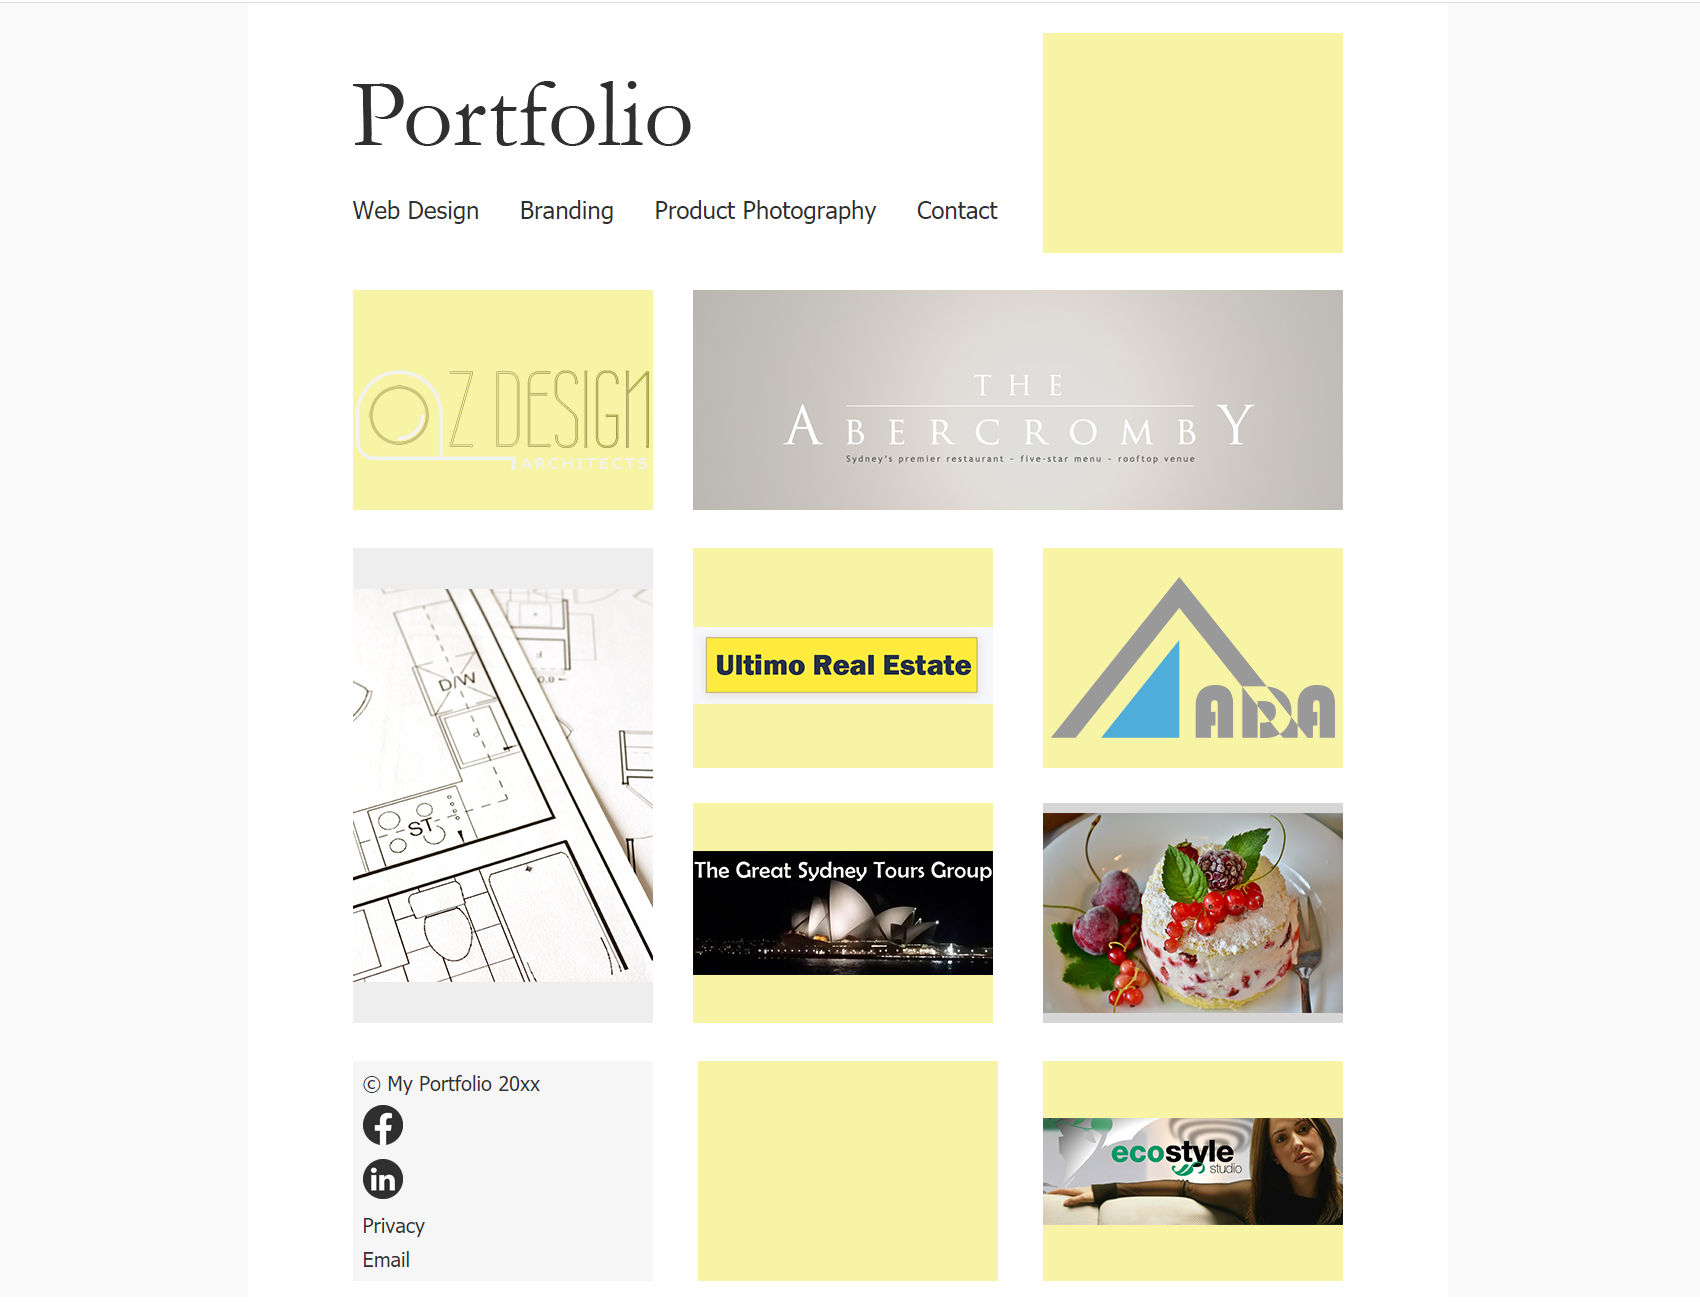 Portfolio
Web Design Branding Product Photography Contact
Z DESIGN
ARCHITECTS
THE
ABERCROMBY
Sydney's premier restaurant - five-star menu - rooftop venue
D/W
ST
Ultimo Real Estate
ADA
The Great Sydney Tours Group
© My Portfolio 20xx
f
in
Privacy
Email
ecostyle
studio